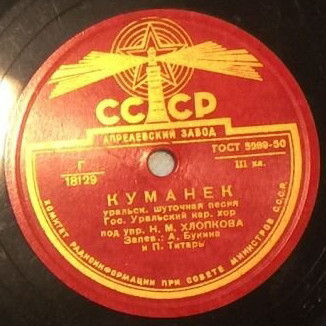 СССР
АПРЕЛЕВСКИЙ ЗАВОД
Г
18129
ГОСТ 5289-50
III кл.
КУМАНЕК
уральск. шуточная песня
Гос. Уральский нар. хор
под упр. Н. М. ХЛОПКОВА
Запев.: А. Букина
и П. Титарь
КОМИТЕТ РАДИОИНФОРМАЦИИ ПРИ СОВЕТЕ МИНИСТРОВ СССР